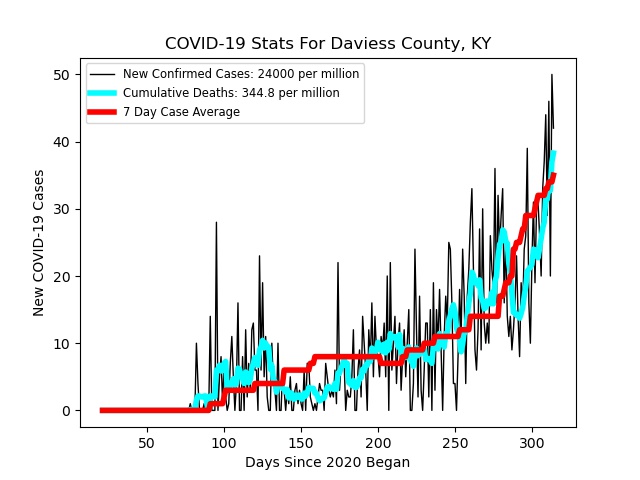 COVID-19 Stats For Daviess County, KY
New Confirmed Cases: 24000 per million
Cumulative Deaths: 344.8 per million
7 Day Case Average
New COVID-19 Cases
50
40
30
20
10
0
50 100 150 200 250 300
Days Since 2020 Began